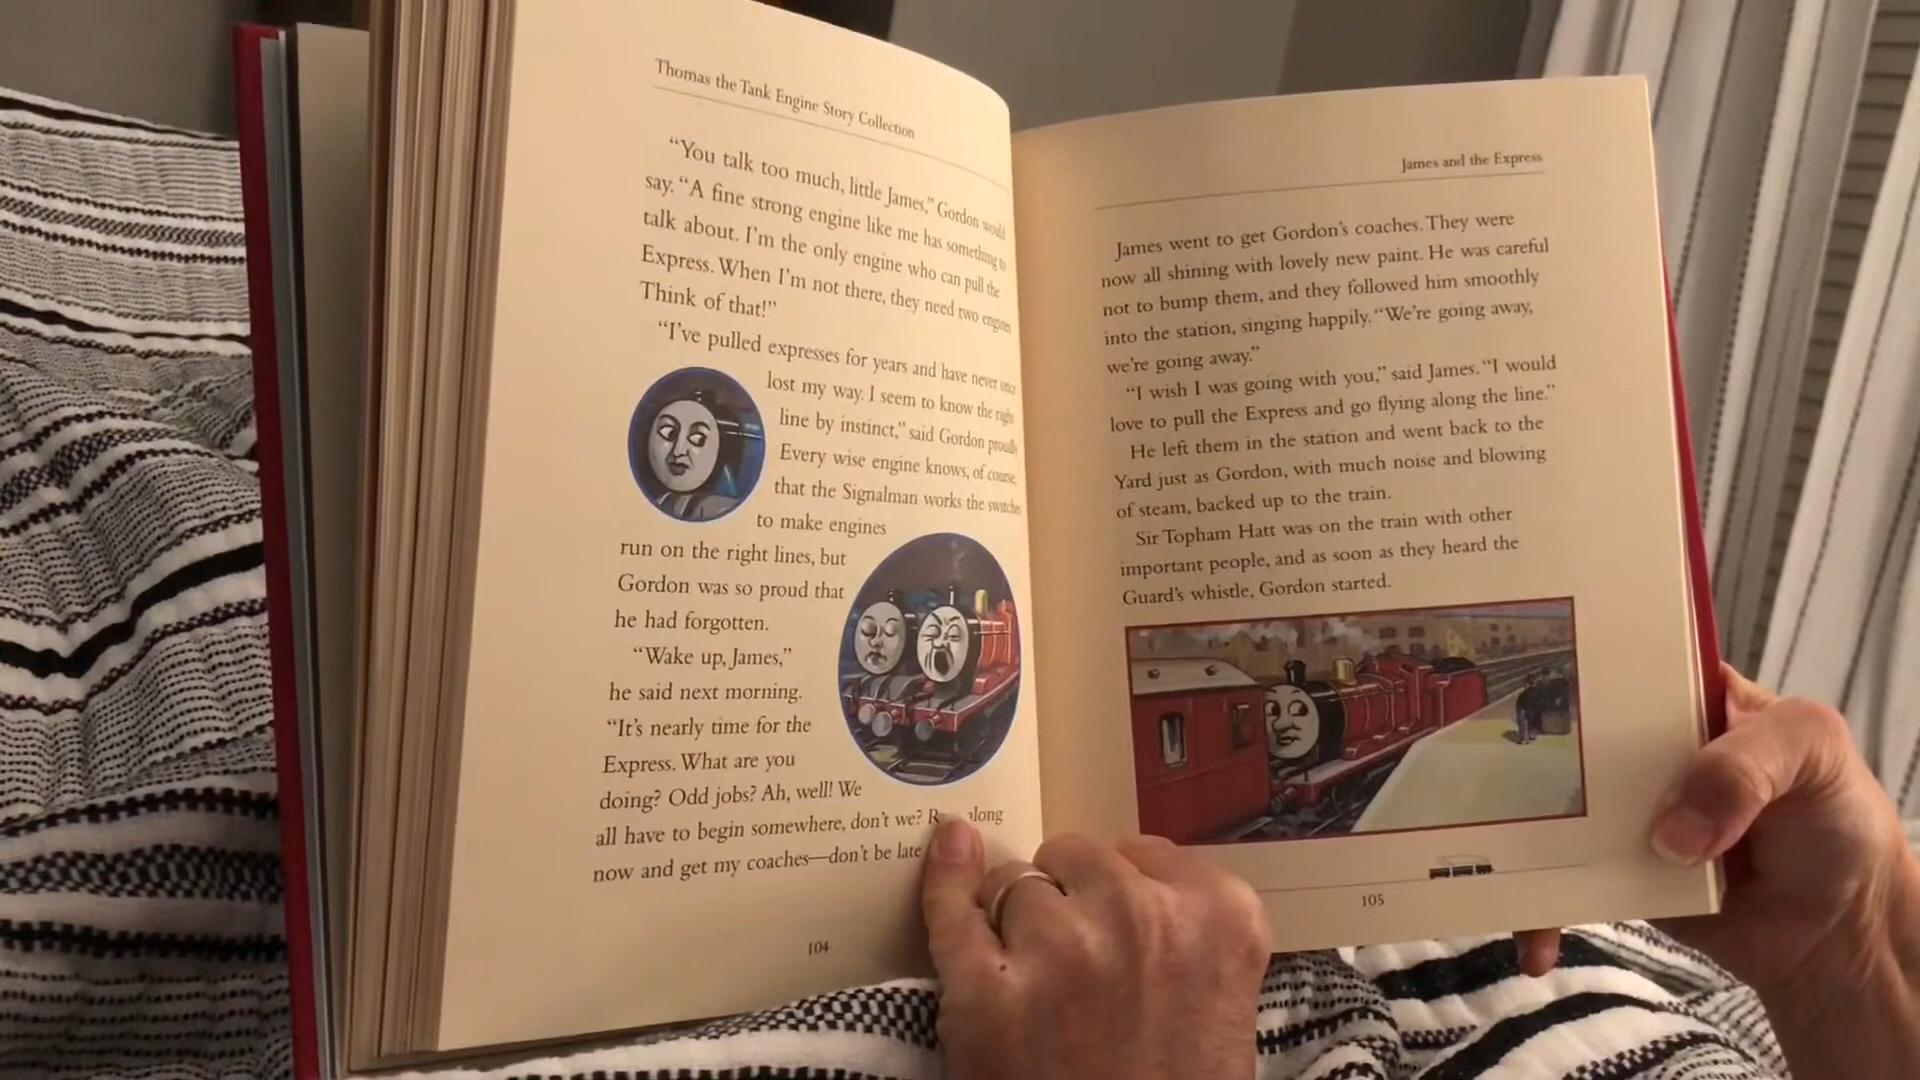 Thomas the Tank Engine Story Collection
“You talk too much, little James,” Gordon would
say. “A fine strong engine like me has something to
talk about. I’m the only engine who can pull the
Express. When I’m not there, they need two engines
Think of that!”
“I’ve pulled expresses for years and have never once
lost my way. I seem to know the right
line by instinct,” said Gordon proudly
Every wise engine knows, of course,
that the Signalman works the switches
to make engines
run on the right lines, but
Gordon was so proud that
he had forgotten.
“Wake up, James,”
he said next morning.
“It’s nearly time for the
Express. What are you
doing? Odd jobs? Ah, well! We
all have to begin somewhere, don’t we? along
now and get my coaches—don’t be late
104
James and the Express
James went to get Gordon’s coaches. They were
now all shining with lovely new paint. He was careful
not to bump them, and they followed him smoothly
into the station, singing happily. “We’re going away,
we’re going away.”
“I wish I was going with you,” said James. “I would
love to pull the Express and go flying along the line.”
He left them in the station and went back to the
Yard just as Gordon, with much noise and blowing
of steam, backed up to the train.
Sir Topham Hatt was on the train with other
important people, and as soon as they heard the
Guard’s whistle, Gordon started.
105